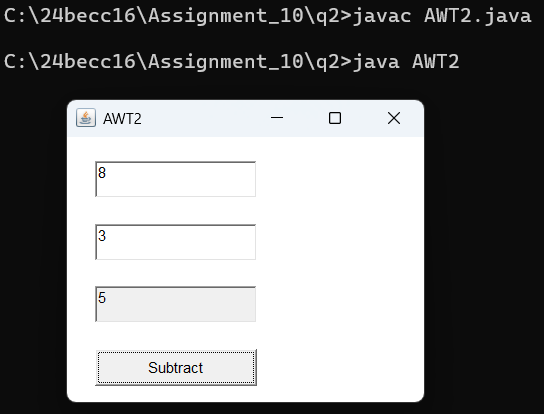 C:\24becc16\Assignment_10\q2>javac AWT2.java
C:\24becc16\Assignment_10\q2>java AWT2
AWT2
8
3
5
Subtract